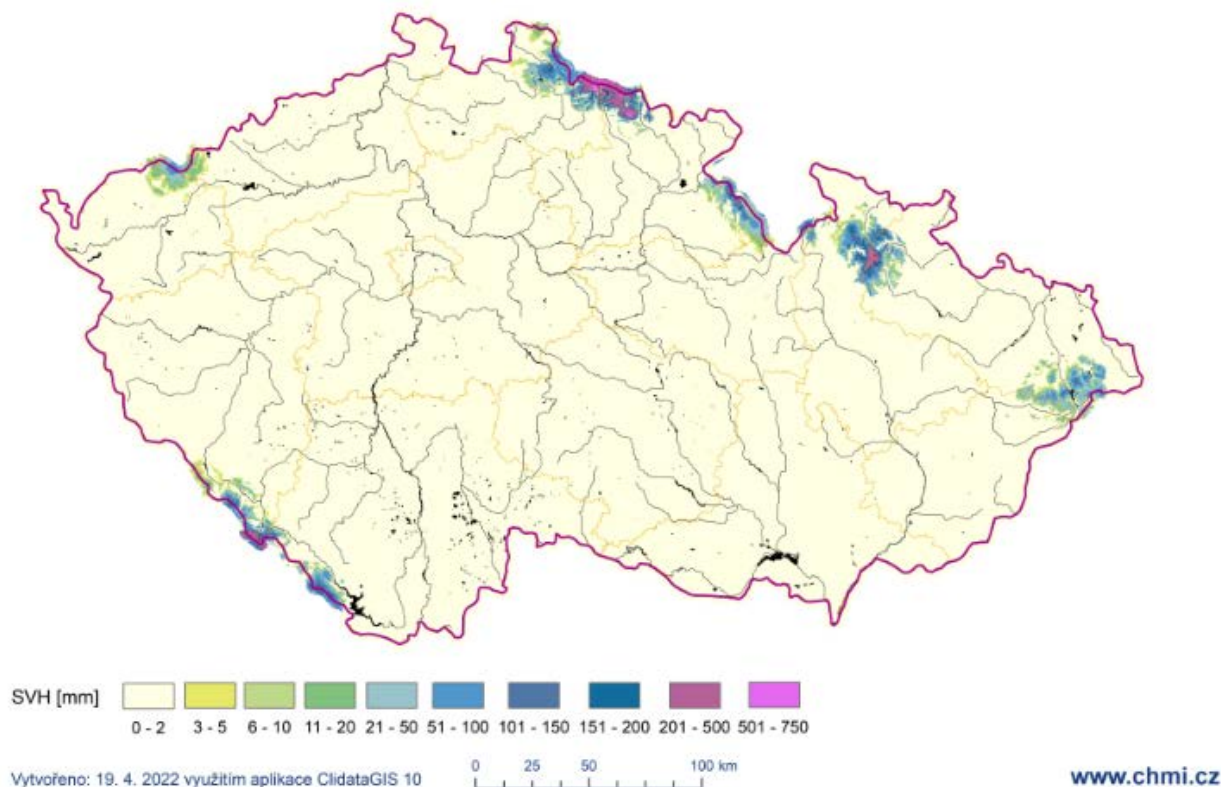 SVH [mm]
0 - 2 3 - 5 6 - 10 11 - 20 21 - 50 51 - 100 101 - 150 151 - 200 201 - 500 501 - 750
Vytvořeno: 19. 4. 2022 využitím aplikace ClidataGIS 10
0 25 50 100 km
www.chmi.cz